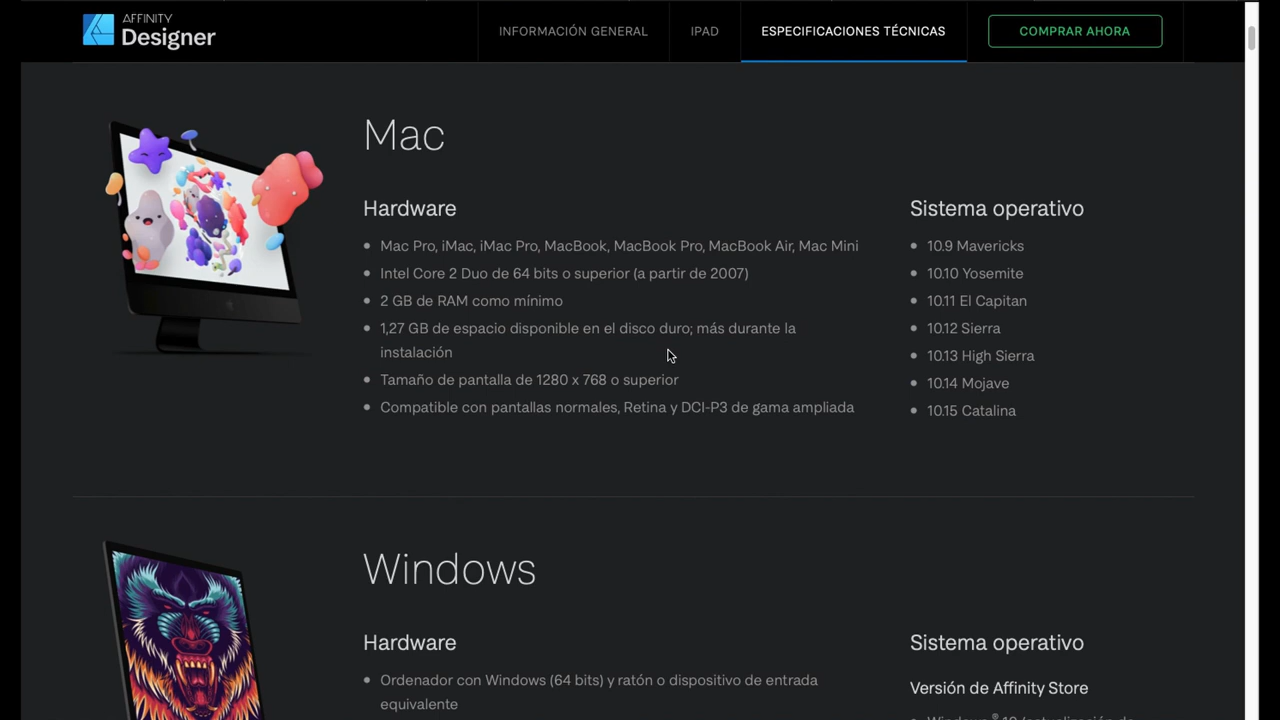 AFFINITY
Designer
INFORMACIÓN GENERAL
IPAD
ESPECIFICACIONES TÉCNICAS
COMPRAR AHORA
Mac
Hardware
Mac Pro, iMac, iMac Pro, MacBook, MacBook Pro, MacBook Air, Mac Mini
Intel Core 2 Duo de 64 bits o superior (a partir de 2007)
2 GB de RAM como mínimo
1,27 GB de espacio disponible en el disco duro; más durante la
instalación
Tamaño de pantalla de 1280 x 768 o superior
Compatible con pantallas normales, Retina y DCI-P3 de gama ampliada
Sistema operativo
10.9 Mavericks
10.10 Yosemite
10.11 El Capitan
10.12 Sierra
10.13 High Sierra
10.14 Mojave
10.15 Catalina
Windows
Hardware
Ordenador con Windows (64 bits) y ratón o dispositivo de entrada
equivalente
Sistema operativo
Versión de Affinity Store